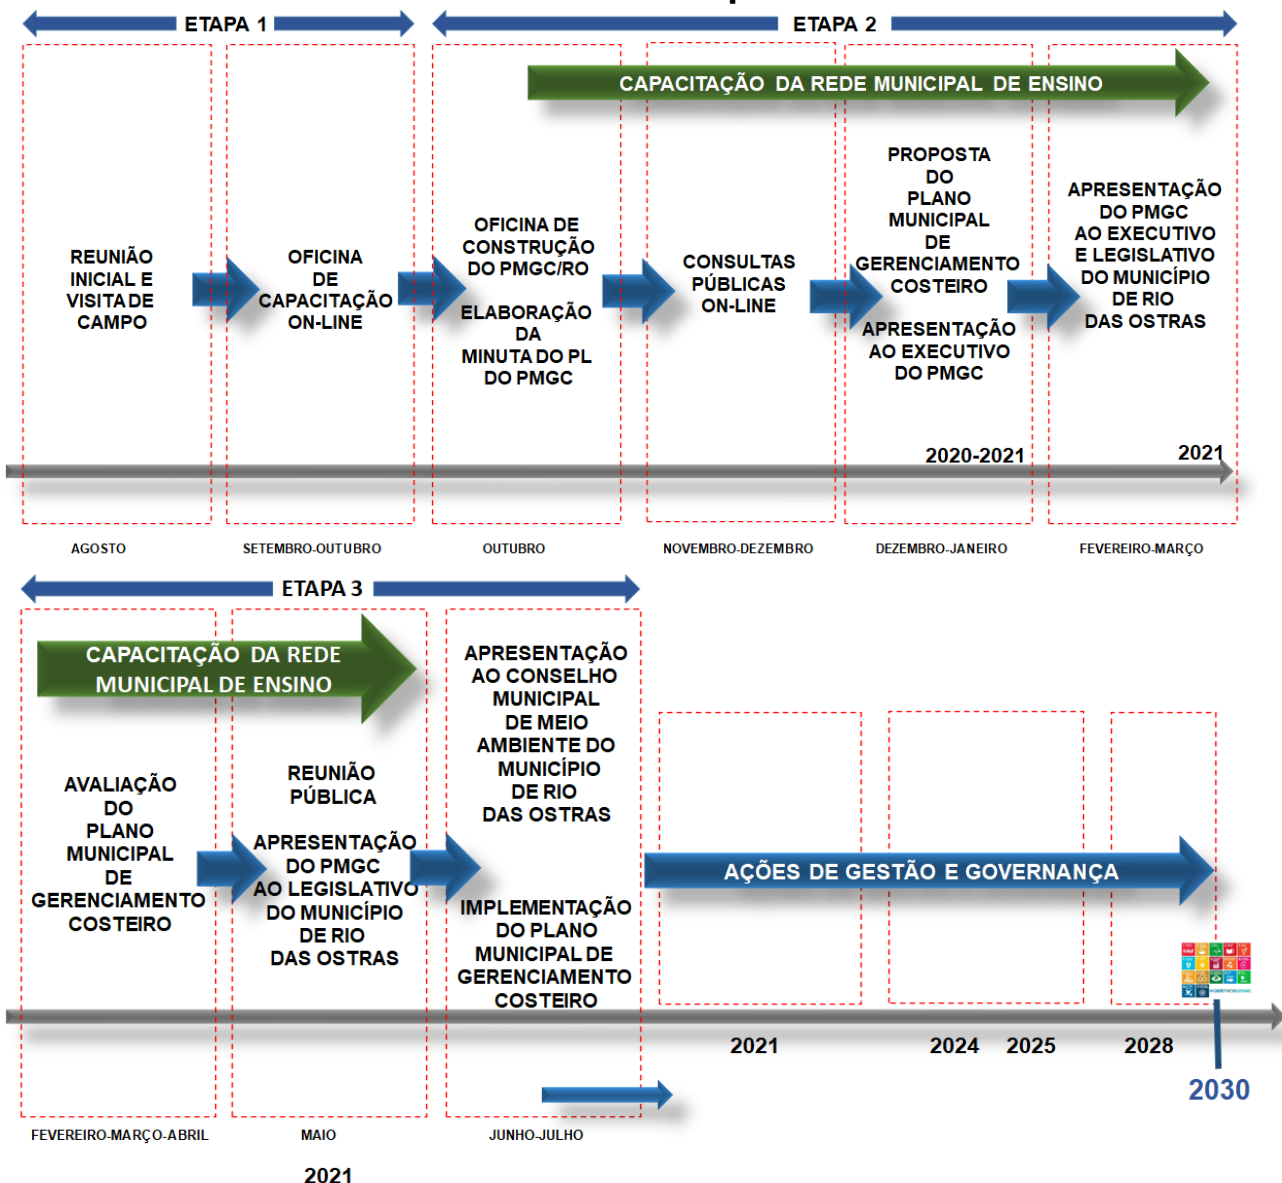 ETAPA 1
ETAPA 2
CAPACITAÇÃO DA REDE MUNICIPAL DE ENSINO
REUNIÃO
INICIAL E
VISITA DE
CAMPO
OFICINA
DE
CAPACITAÇÃO
ON-LINE
OFICINA DE
CONSTRUÇÃO
DO PMGC/RO
ELABORAÇÃO
DA
MINUTA DO PL
DO PMGC
CONSULTAS
PÚBLICAS
ON-LINE
PROPOSTA
DO
PLANO
MUNICIPAL
DE
GERENCIAMENTO
COSTEIRO
APRESENTAÇÃO
AO EXECUTIVO
DO PMGC
APRESENTAÇÃO
DO PMGC
AO EXECUTIVO
E LEGISLATIVO
DO MUNICÍPIO
DE RIO
DAS OSTRAS
2020-2021
2021
AGOSTO
SETEMBRO-OUTUBRO
OUTUBRO
NOVEMBRO-DEZEMBRO
DEZEMBRO-JANEIRO
FEVEREIRO-MARÇO
ETAPA 3
CAPACITAÇÃO DA REDE
MUNICIPAL DE ENSINO
AVALIAÇÃO
DO
PLANO
MUNICIPAL
DE
GERENCIAMENTO
COSTEIRO
REUNIÃO
PÚBLICA
APRESENTAÇÃO
DO PMGC
AO LEGISLATIVO
DO MUNICÍPIO
DE RIO
DAS OSTRAS
APRESENTAÇÃO
AO CONSELHO
MUNICIPAL
DE MEIO
AMBIENTE DO
MUNICÍPIO
DE RIO
DAS OSTRAS
IMPLEMENTAÇÃO
DO PLANO
MUNICIPAL DE
GERENCIAMENTO
COSTEIRO
AÇÕES DE GESTÃO E GOVERNANÇA
2021
2024
2025
2028
2030
FEVEREIRO-MARÇO-ABRIL
MAIO
JUNHO-JULHO
2021